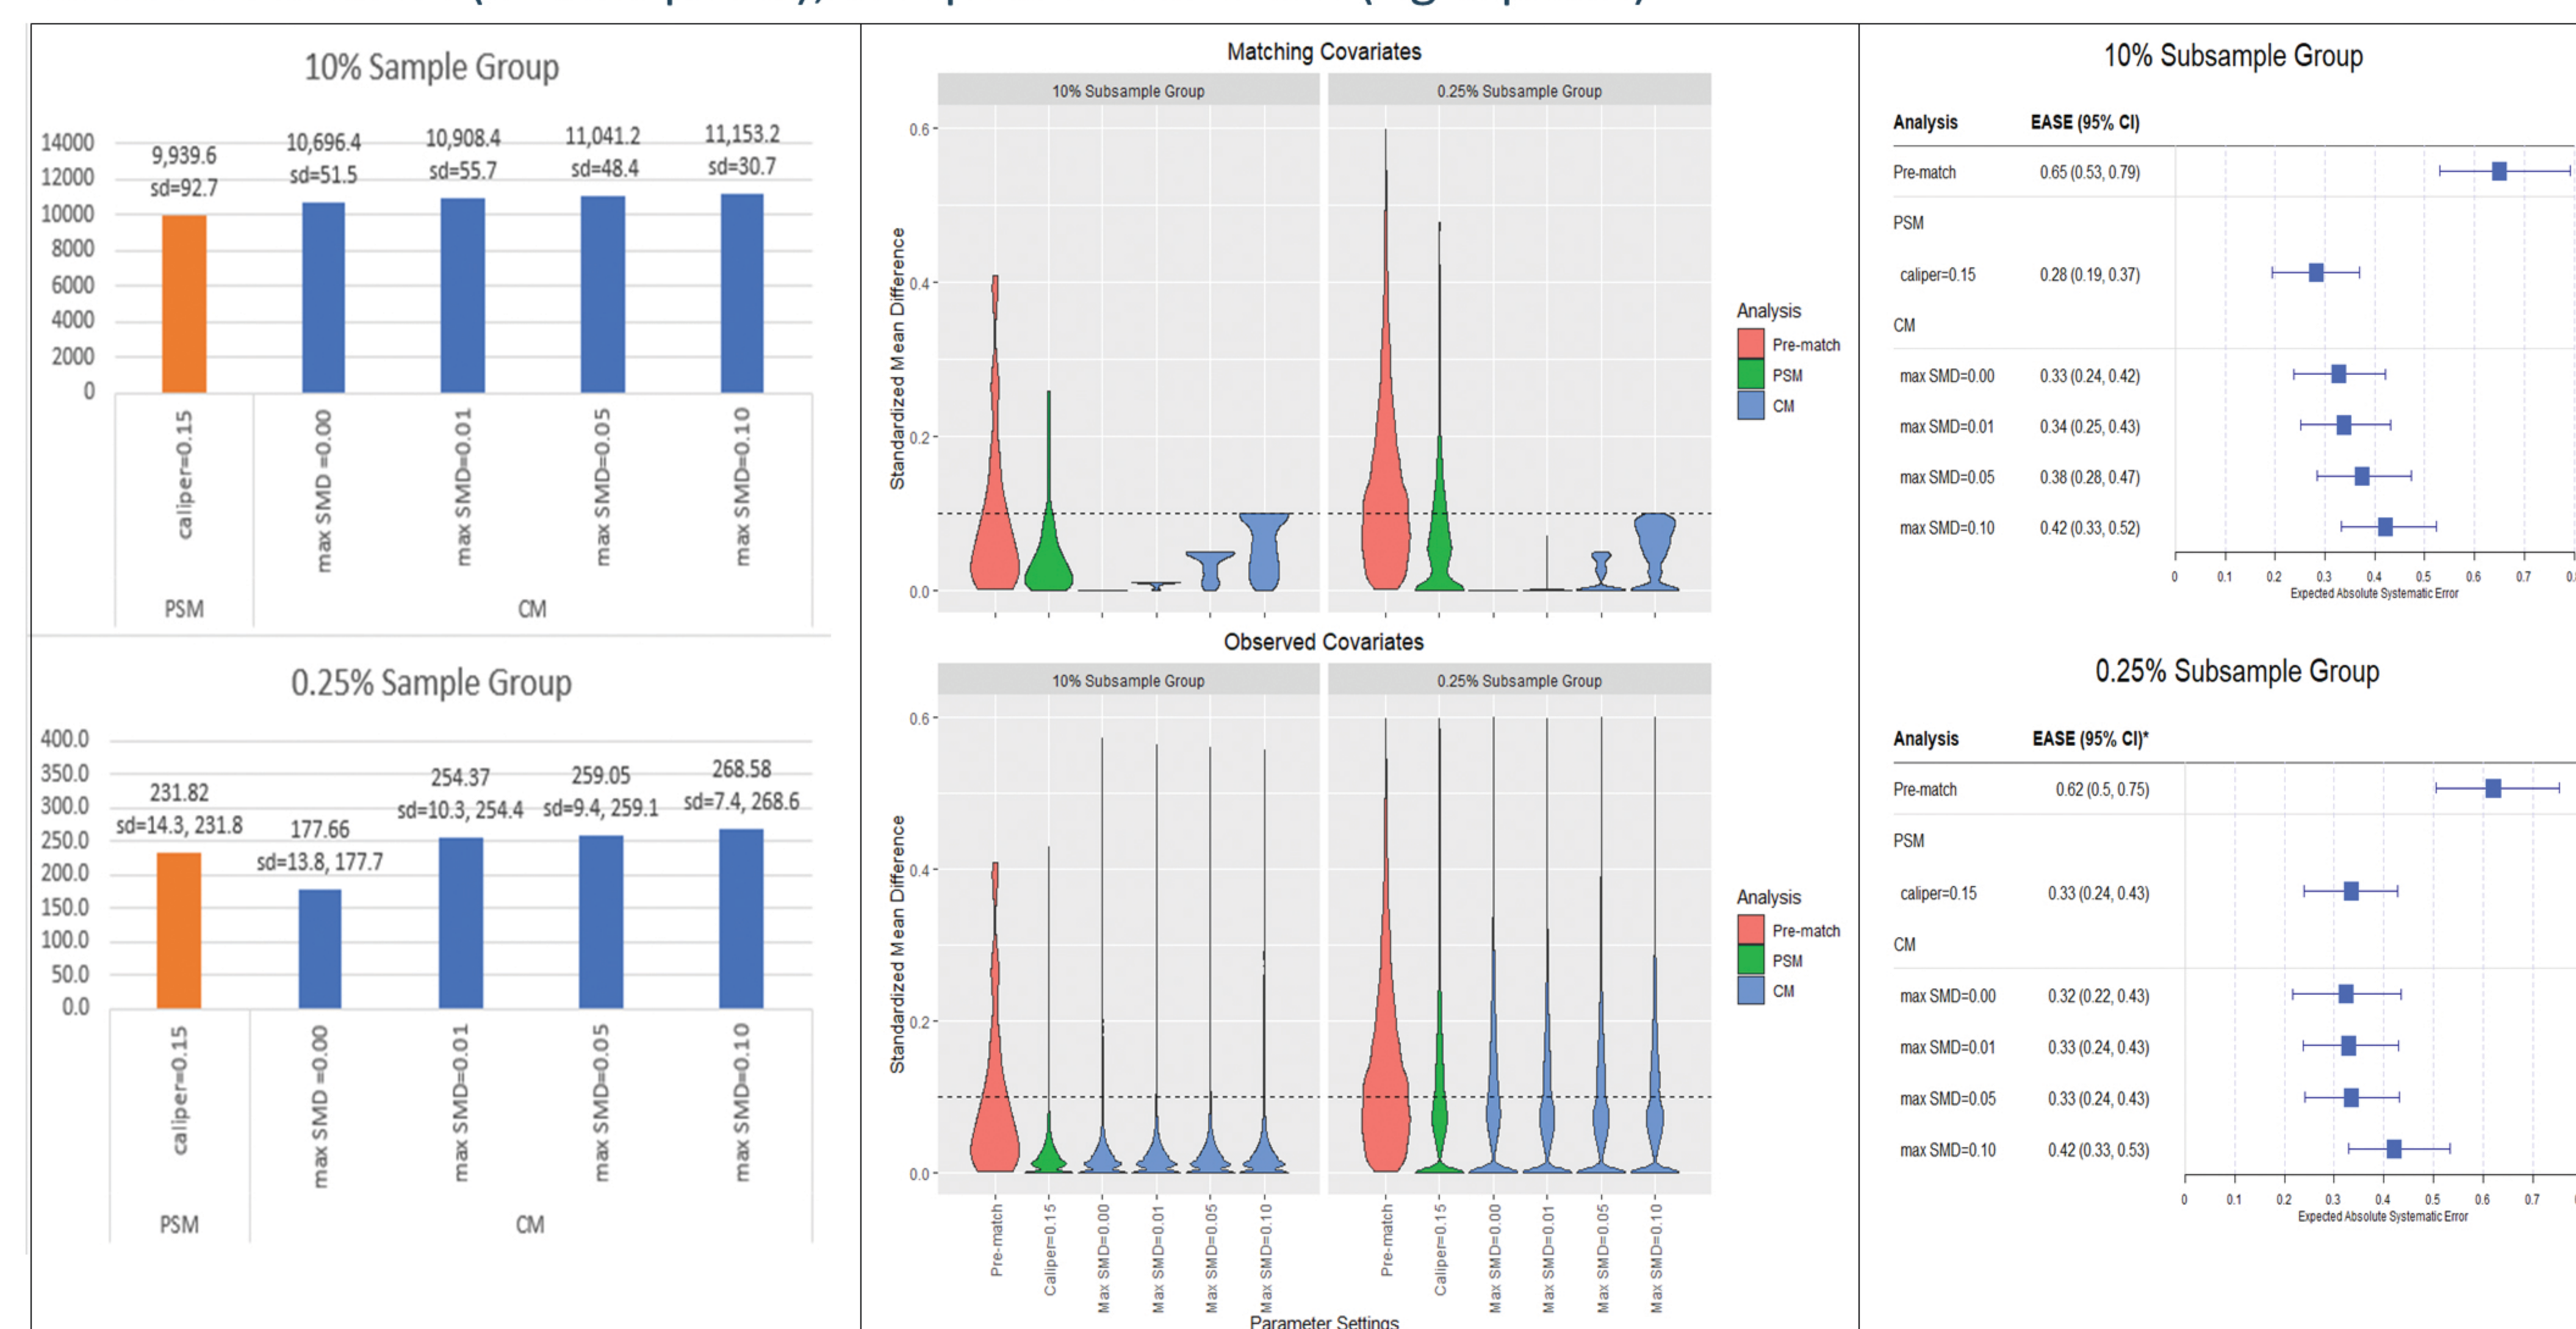 10% Sample Group
14000
12000
10000
8000
6000
4000
2000
0
9,939.6
sd=92.7
10,696.4
sd=51.5
10,908.4
sd=55.7
11,041.2
sd=48.4
11,153.2
sd=30.7
caliper=0.15
max SMD =0.00
max SMD=0.01
max SMD=0.05
max SMD=0.10
PSM
CM
0.25% Sample Group
400.0
350.0
300.0
250.0
200.0
150.0
100.0
50.0
0.0
231.82
sd=14.3, 231.8
177.66
sd=13.8, 177.7
254.37
sd=10.3, 254.4
259.05
sd=9.4, 259.1
268.58
sd=7.4, 268.6
caliper=0.15
max SMD =0.00
max SMD=0.01
max SMD=0.05
max SMD=0.10
PSM
CM
Matching Covariates
10% Subsample Group
0.25% Subsample Group
Standardized Mean Difference
0.6
0.4
0.2
0.0
Analysis
Pre-match
PSM
CM
Observed Covariates
10% Subsample Group
0.25% Subsample Group
Standardized Mean Difference
0.6
0.4
0.2
0.0
Analysis
Pre-match
PSM
CM
Pre-match
Caliper=0.15
Max SMD=0.00
Max SMD=0.01
Max SMD=0.05
Max SMD=0.10
Pre-match
Caliper=0.15
Max SMD=0.00
Max SMD=0.01
Max SMD=0.05
Max SMD=0.10
Parameter Settings
10% Subsample Group
Analysis EASE (95% CI)
Pre-match 0.65 (0.53, 0.79)
PSM
caliper=0.15 0.28 (0.19, 0.37)
CM
max SMD=0.00 0.33 (0.24, 0.42)
max SMD=0.01 0.34 (0.25, 0.43)
max SMD=0.05 0.38 (0.28, 0.47)
max SMD=0.10 0.42 (0.33, 0.52)
0 0.1 0.2 0.3 0.4 0.5 0.6 0.7
Expected Absolute Systematic Error
0.25% Subsample Group
Analysis EASE (95% CI)*
Pre-match 0.62 (0.5, 0.75)
PSM
caliper=0.15 0.33 (0.24, 0.43)
CM
max SMD=0.00 0.32 (0.22, 0.43)
max SMD=0.01 0.33 (0.24, 0.43)
max SMD=0.05 0.33 (0.24, 0.43)
max SMD=0.10 0.42 (0.33, 0.53)
0 0.1 0.2 0.3 0.4 0.5 0.6 0.7
Expected Absolute Systematic Error